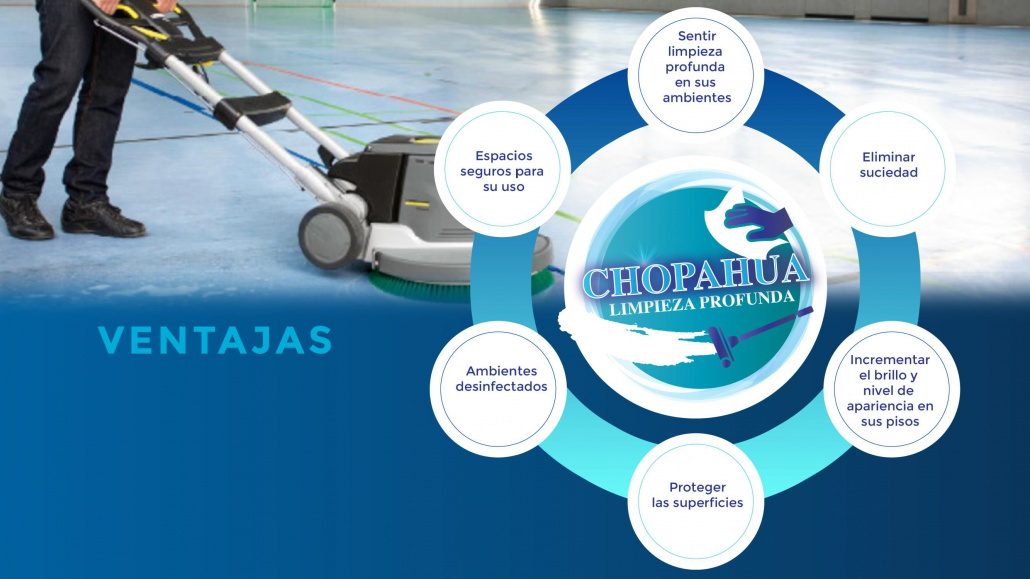 Sentir
limpieza
profunda
en sus
ambientes
Espacios
seguros para
su uso
Eliminar
suciedad
CHOPAHUA
LIMPIEZA PROFUNDA
VENTAJAS
Ambientes
desinfectados
Incrementar
el brillo y
nivel de
apariencia en
sus pisos
Proteger
las superficies